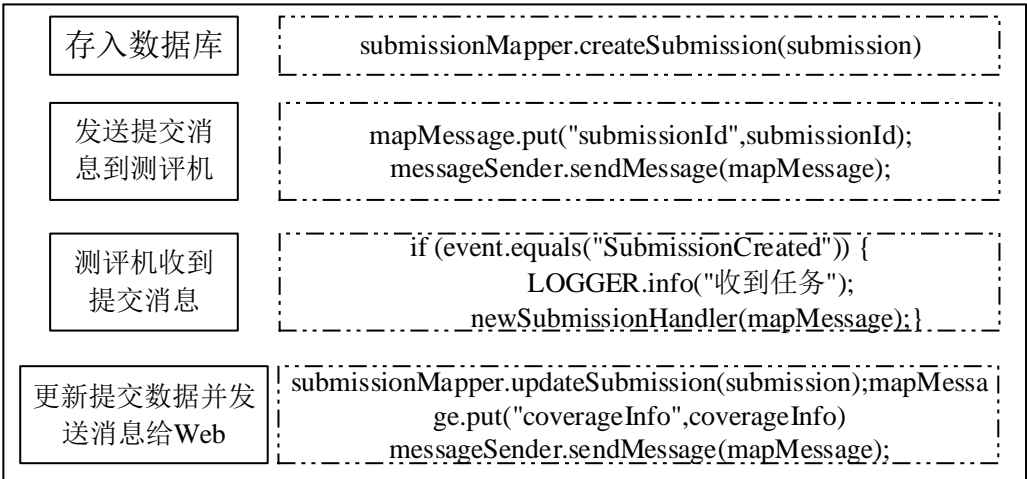 存入数据库
submissionMapper.createSubmission(submission)
发送提交消
息到测评机
mapMessage.put("submissionId",submissionId);
messageSender.sendMessage(mapMessage);
测评机收到
提交消息
if (event.equals("SubmissionCreated")) {
LOGGER.info("收到任务");
newSubmissionHandler(mapMessage);}
更新提交数据并发
送消息给Web
submissionMapper.updateSubmission(submission);mapMessa
ge.put("coverageInfo",coverageInfo)
messageSender.sendMessage(mapMessage);